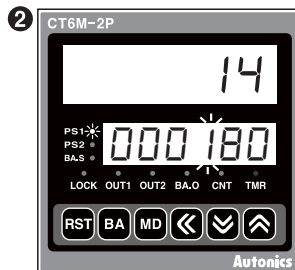 ❷
CT6M-2P
14
PS1
PS2
BA.S
000180
LOCK OUT1 OUT2 BA.O CNT TMR
RST BA MD
Autonics